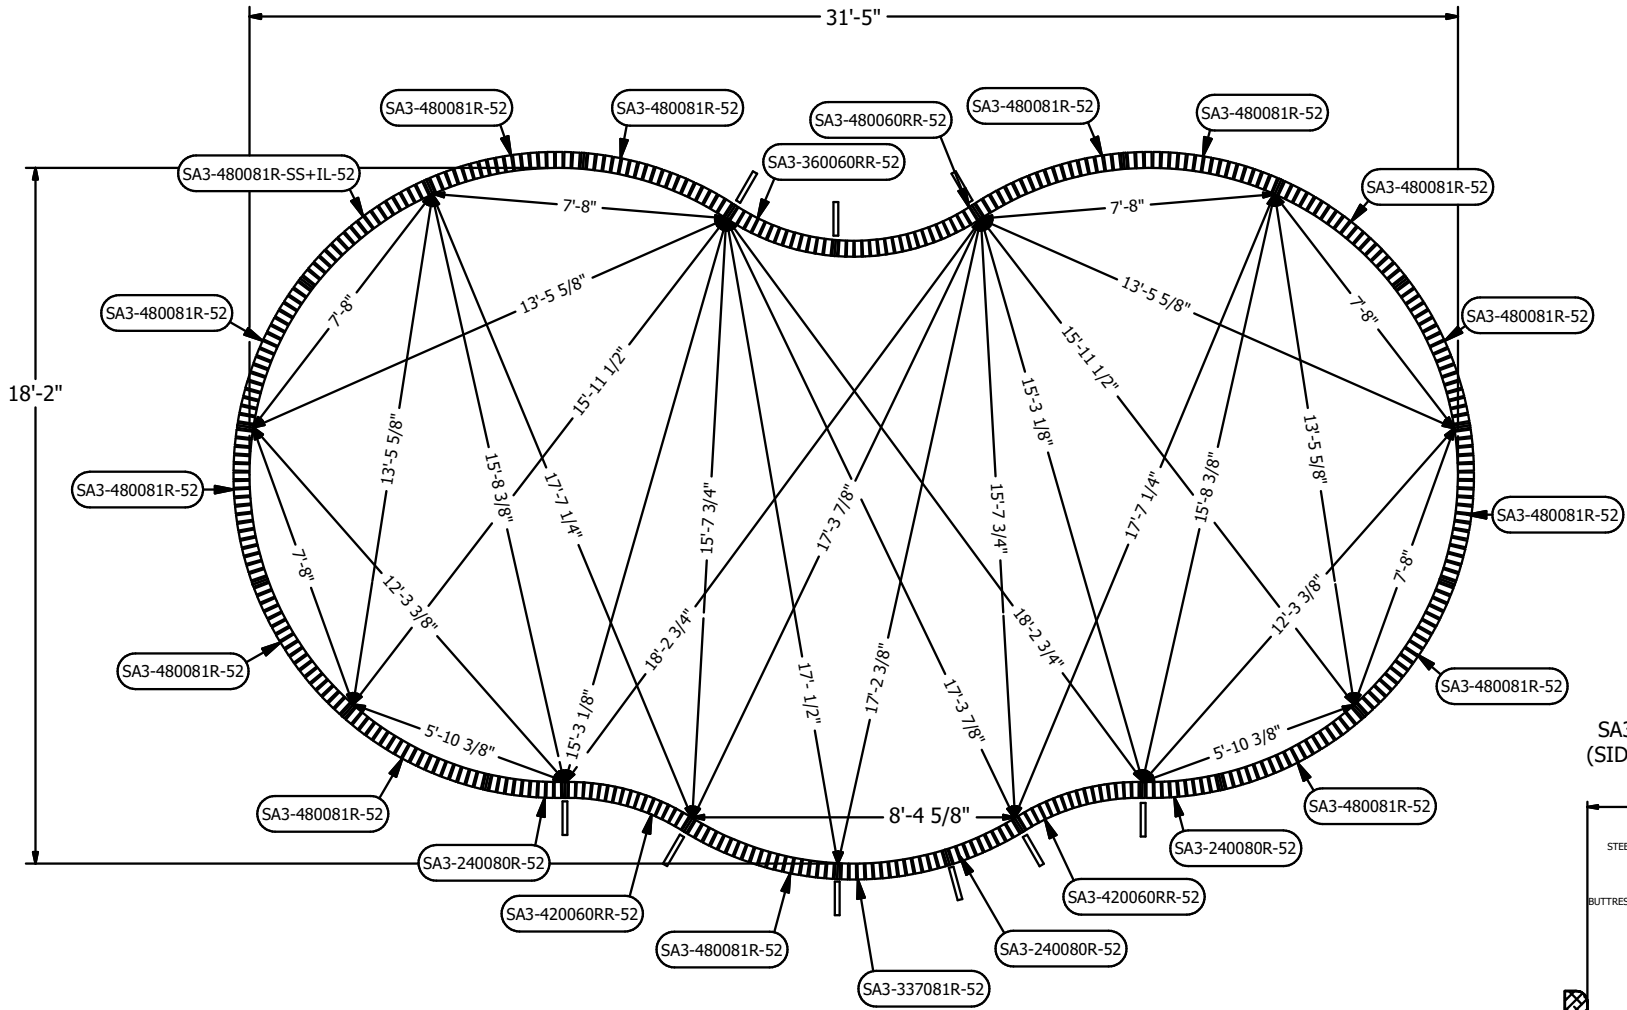 31'-5"
SA3-480081R-52
SA3-480081R-52
SA3-480060RR-52
SA3-480081R-52
SA3-480081R-52
SA3-360060RR-52
SA3-480081R-SS+IL-52
SA3-480081R-52
7'-8"
7'-8"
13'-5 5/8"
13'-5 5/8"
7'-8"
7'-8"
SA3-480081R-52
SA3-480081R-52
18'-2"
15'-11 1/2"
15'-11 1/2"
15'-3 1/8"
13'-5 5/8"
13'-5 5/8"
15'-8 3/8"
17'-7 1/4"
15'-7 3/4"
17'-3 7/8"
15'-7 3/4"
17'-7 1/4"
15'-8 3/8"
SA3-480081R-52
SA3-480081R-52
7'-8"
12'-3 3/8"
12'-3 3/8"
7'-8"
18'-2 3/4"
18'-2 3/4"
SA3-480081R-52
SA3-480081R-52
17'- 1/2"
17'-2 3/8"
17'-3 7/8"
15'-3 1/8"
5'-10 3/8"
5'-10 3/8"
SA3
(SID
SA3-480081R-52
8'-4 5/8"
SA3-480081R-52
SA3-240080R-52
SA3-240080R-52
STEE
SA3-420060RR-52
SA3-420060RR-52
BUTTRES
SA3-480081R-52
SA3-240080R-52
SA3-337081R-52